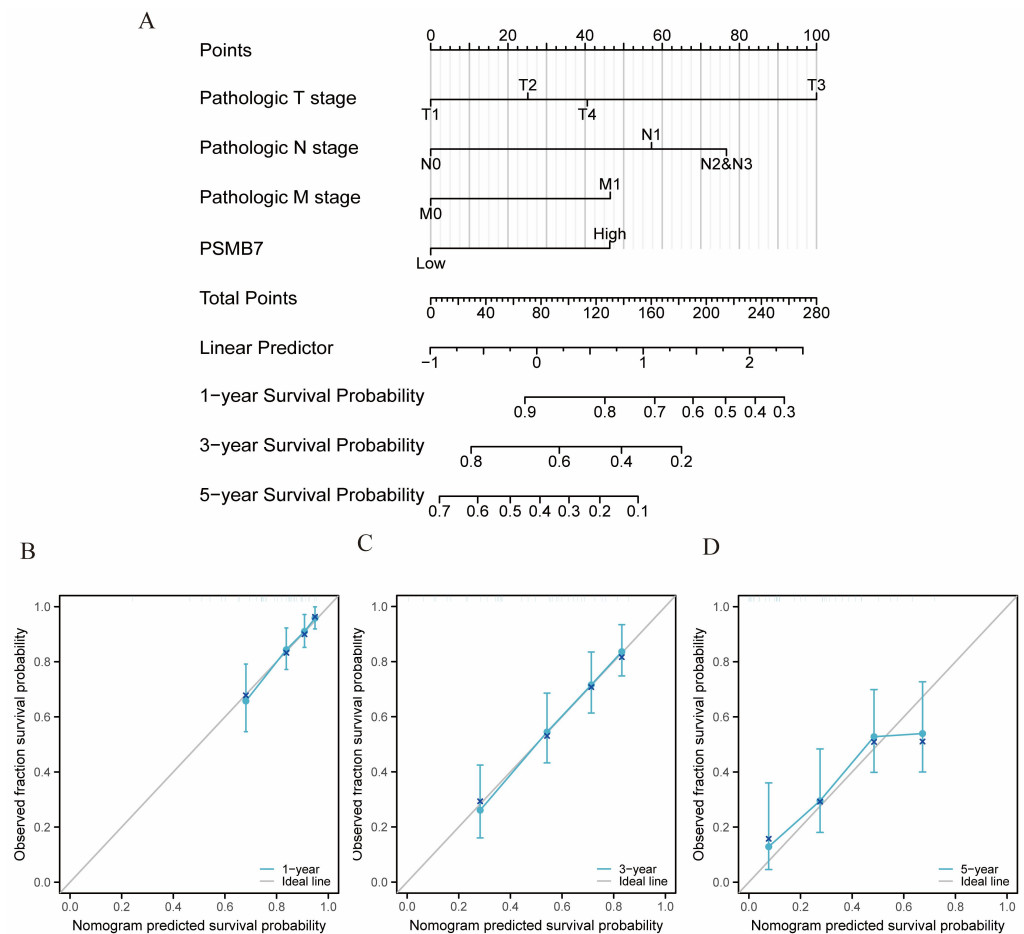 A
Points
0 20 40 60 80 100
Pathologic T stage
T2 T3
T1 T4
Pathologic N stage
N1
N0 N2&N3
Pathologic M stage
M1
M0
PSMB7
High
Low
Total Points
0 40 80 120 160 200 240 280
Linear Predictor
−1 0 1 2
1−year Survival Probability
0.9 0.8 0.7 0.6 0.5 0.4 0.3
3−year Survival Probability
0.8 0.6 0.4 0.2
5−year Survival Probability
0.7 0.6 0.5 0.4 0.3 0.2 0.1
B
Observed fraction survival probability
1.0
0.8
0.6
0.4
0.2
0.0
1−year
Ideal line
0.0 0.2 0.4 0.6 0.8 1.0
Nomogram predicted survival probability
C
Observed fraction survival probability
1.0
0.8
0.6
0.4
0.2
0.0
3−year
Ideal line
0.0 0.2 0.4 0.6 0.8 1.0
Nomogram predicted survival probability
D
Observed fraction survival probability
1.0
0.8
0.6
0.4
0.2
0.0
5−year
Ideal line
0.0 0.2 0.4 0.6 0.8 1.0
Nomogram predicted survival probability